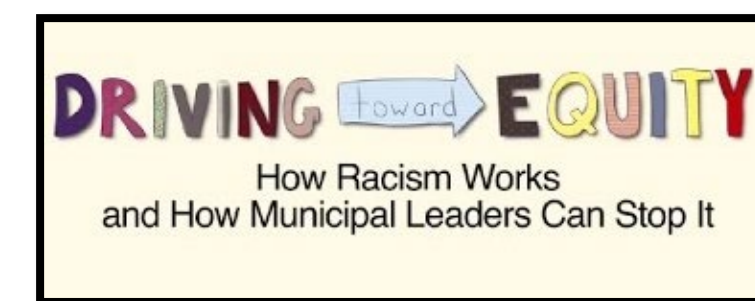 DRIVING toward EQUITY
How Racism Works
and How Municipal Leaders Can Stop It